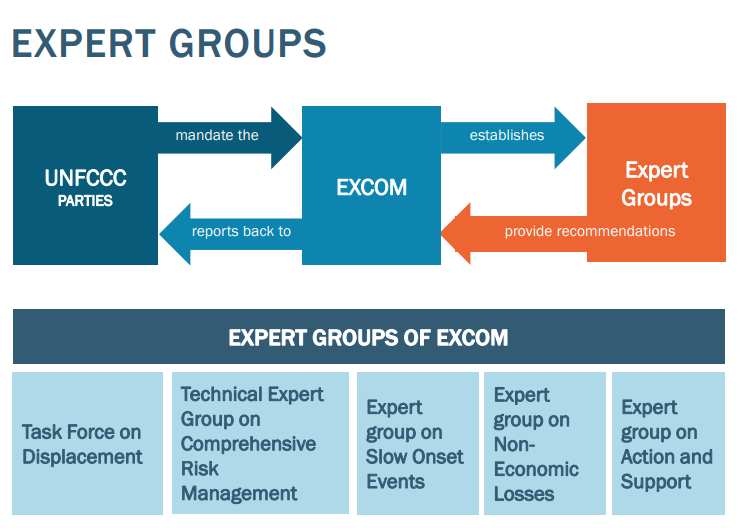 EXPERT GROUPS
mandate the
establishes
UNFCCC
PARTIES
EXCOM
Expert
Groups
reports back to
provide recommendations
EXPERT GROUPS OF EXCOM
Task Force on
Displacement
Technical Expert
Group on
Comprehensive
Risk
Management
Expert
group on
Slow Onset
Events
Expert
group on
Non-
Economic
Losses
Expert
group on
Action and
Support